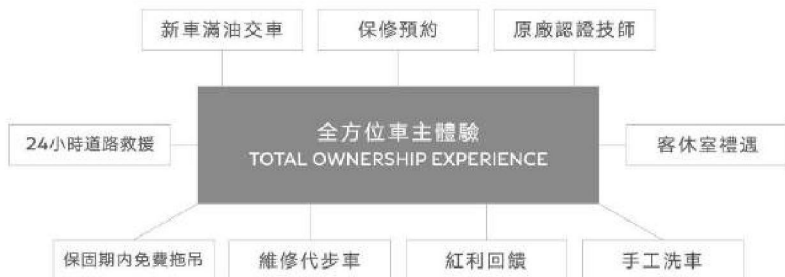 新車滿油交車
保修預約
原廠認證技師
24小時道路救援
全方位車主體驗
TOTAL OWNERSHIP EXPERIENCE
客休室禮遇
保固期內免費拖吊
維修代步車
紅利回饋
手工洗車